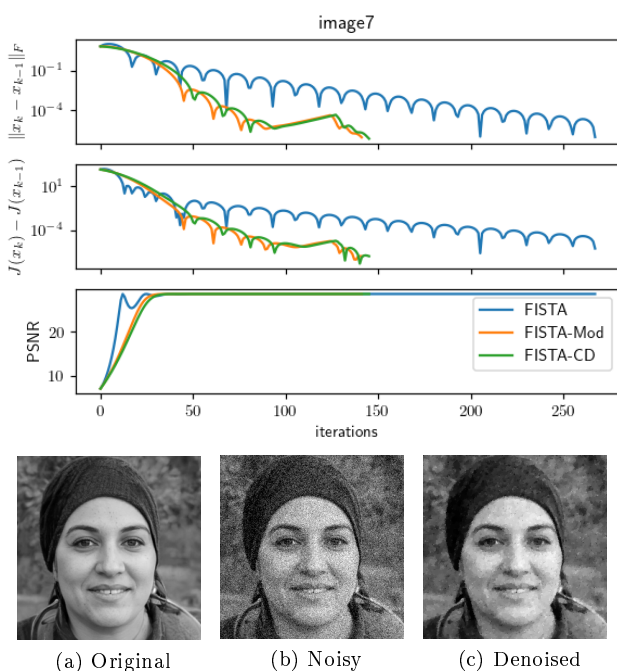 image7
‖x_k − x_{k−1}‖_F
10^{−1}
10^{−4}
J(x_k) − J(x_{k−1})
10^1
10^{−4}
PSNR
20
10
FISTA
FISTA-Mod
FISTA-CD
0 50 100 150 200 250
iterations
(a) Original (b) Noisy (c) Denoised